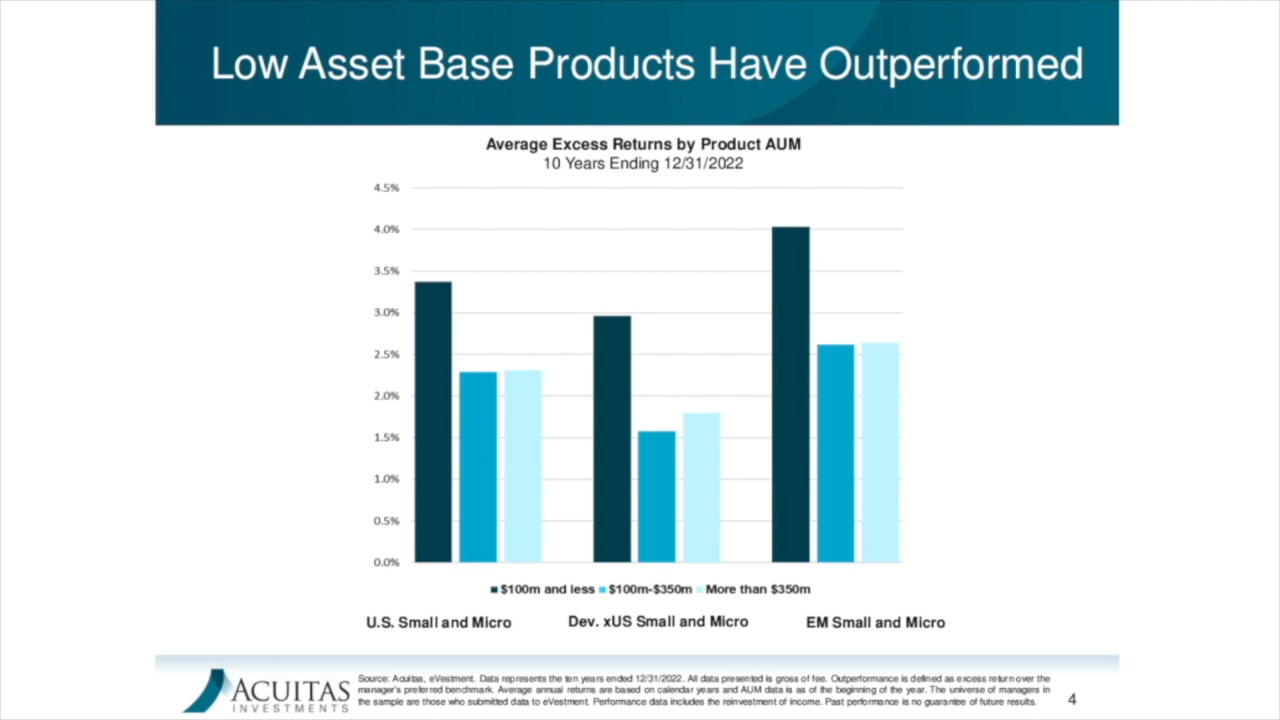 Low Asset Base Products Have Outperformed
Average Excess Returns by Product AUM
10 Years Ending 12/31/2022
4.5%
4.0%
3.5%
3.0%
2.5%
2.0%
1.5%
1.0%
0.5%
0.0%
$100m and less $100m-$350m More than $350m
U.S. Small and Micro Dev. xUS Small and Micro EM Small and Micro
ACUITAS
INVESTMENTS
Source: Acuitas, eVestment. Data represents the ten years ended 12/31/2022. All data presented is gross of fee. Outperformance is defined as excess return over the
manager's preferred benchmark. Average annual returns are based on calendar years and AUM data is as of the beginning of the year. The universe of managers in
the sample are those who submitted data to eVestment. Performance data includes the reinvestment of income. Past performance is no guarantee of future results.
4